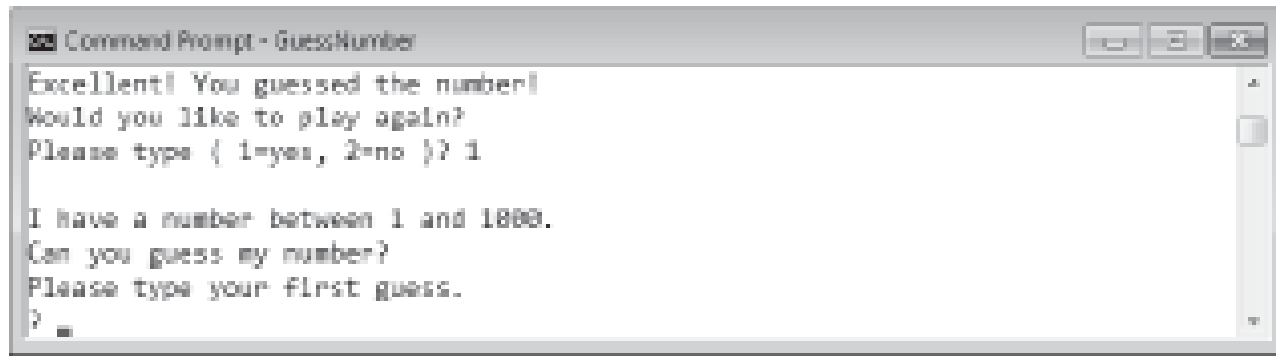 Command Prompt - GuessNumber
Excellent! You guessed the number!
Would you like to play again?
Please type ( 1=yes, 2=no )? 1
I have a number between 1 and 1000.
Can you guess my number?
Please type your first guess.
? _